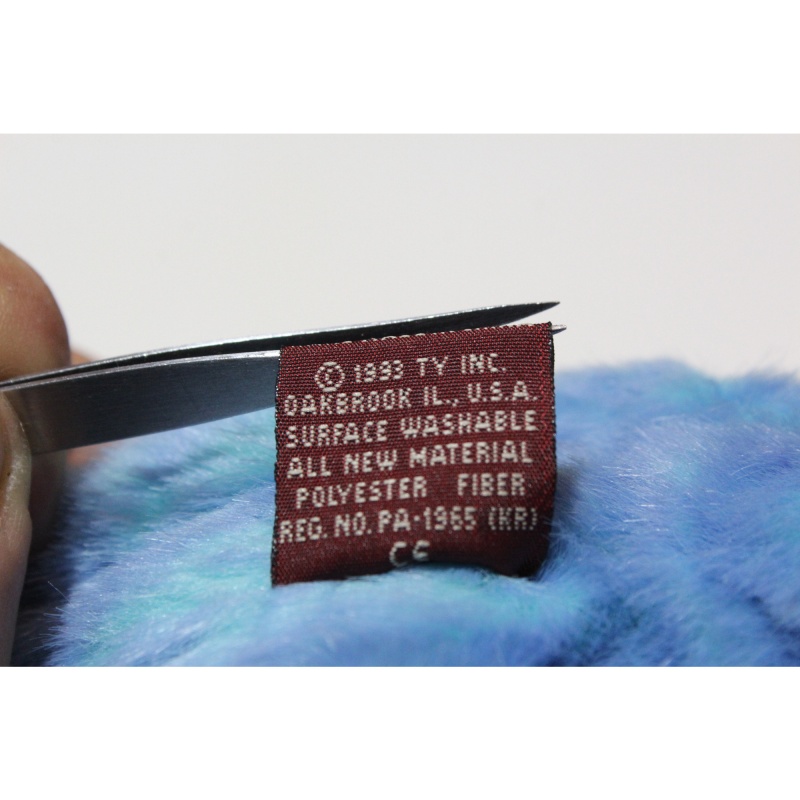 © 1993 TY INC.
OAKBROOK IL., U.S.A.
SURFACE WASHABLE
ALL NEW MATERIAL
POLYESTER FIBER
REG. NO. PA-1965 (KR)
CE